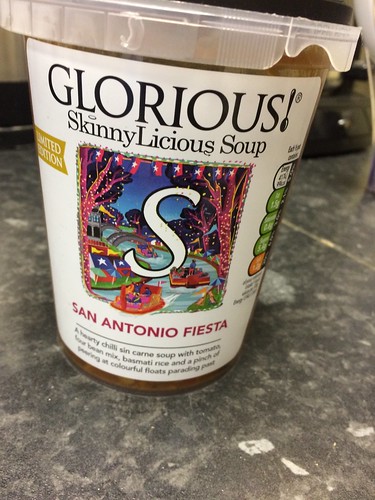 GLORIOUS!®
SkinnyLicious Soup
LIMITED
EDITION
S
SAN ANTONIO FIESTA
A hearty chilli sin carne soup with tomato,
four bean mix, basmati rice and a pinch of
peering at colourful floats parading past.